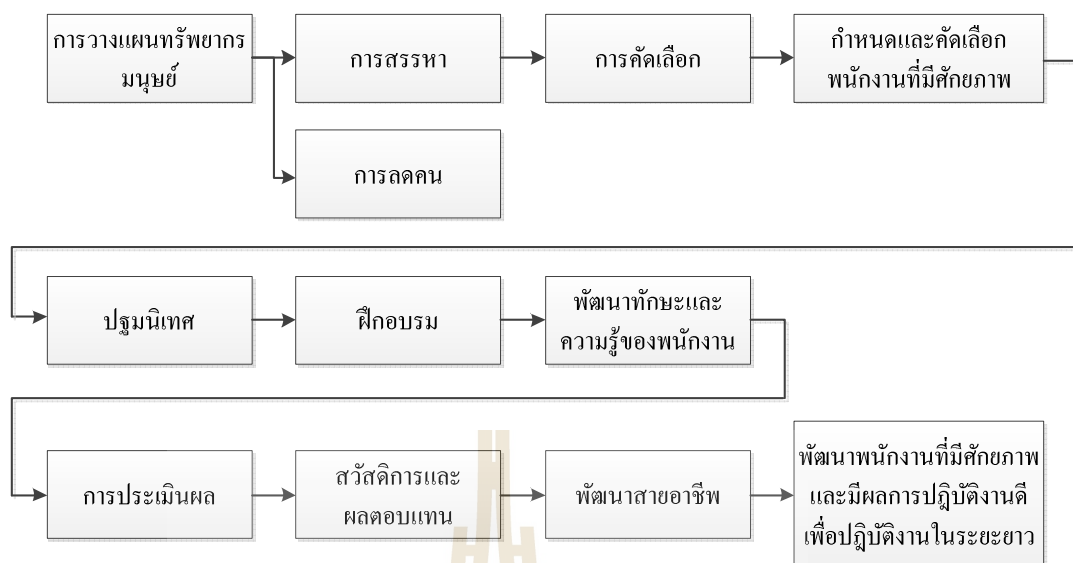 การวางแผนทรัพยากร
มนุษย์
การสรรหา
การคัดเลือก
กำหนดและคัดเลือก
พนักงานที่มีศักยภาพ
การลดคน
ปฐมนิเทศ
ฝึกอบรม
พัฒนาทักษะและ
ความรู้ของพนักงาน
การประเมินผล
สวัสดิการและ
ผลตอบแทน
พัฒนาสายอาชีพ
พัฒนาพนักงานที่มีศักยภาพ
และมีผลการปฏิบัติงานดี
เพื่อปฏิบัติงานในระยะยาว